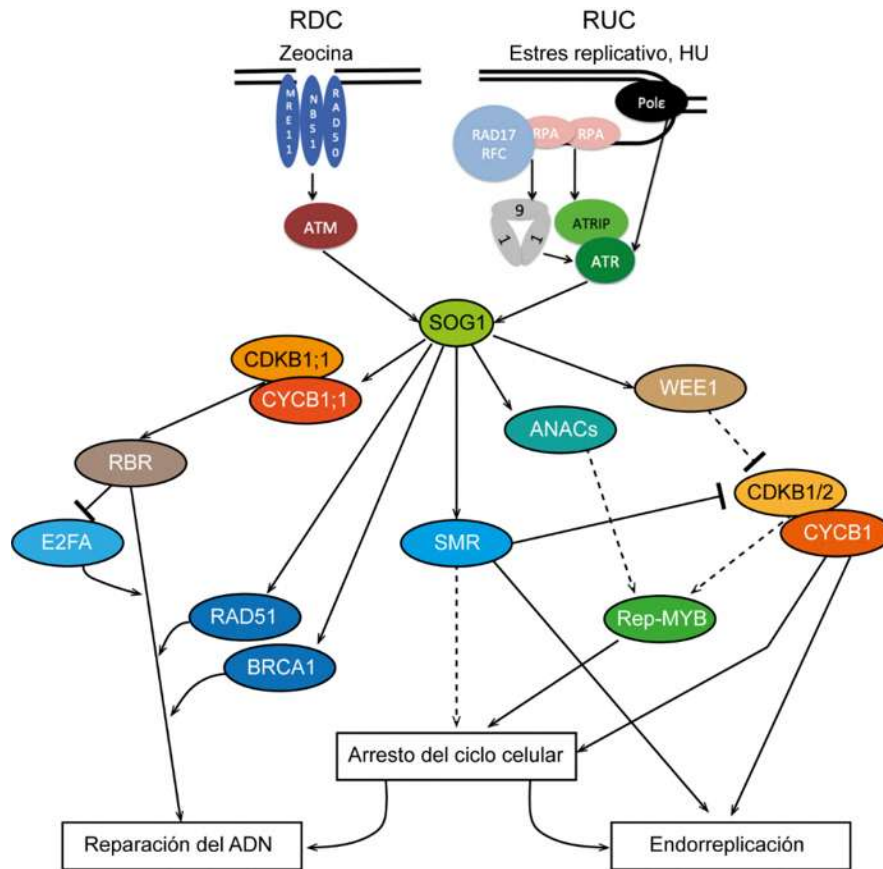 RDC
RUC
Zeocina
Estres replicativo, HU
MRE11
NBS1
RAD50
Polε
RAD17
RFC
RPA
RPA
9
1
1
ATRIP
ATR
ATM
SOG1
CDKB1;1
CYCB1;1
WEE1
ANACs
RBR
CDKB1/2
CYCB1
E2FA
SMR
RAD51
Rep-MYB
BRCA1
Arresto del ciclo celular
Reparación del ADN
Endorreplicación